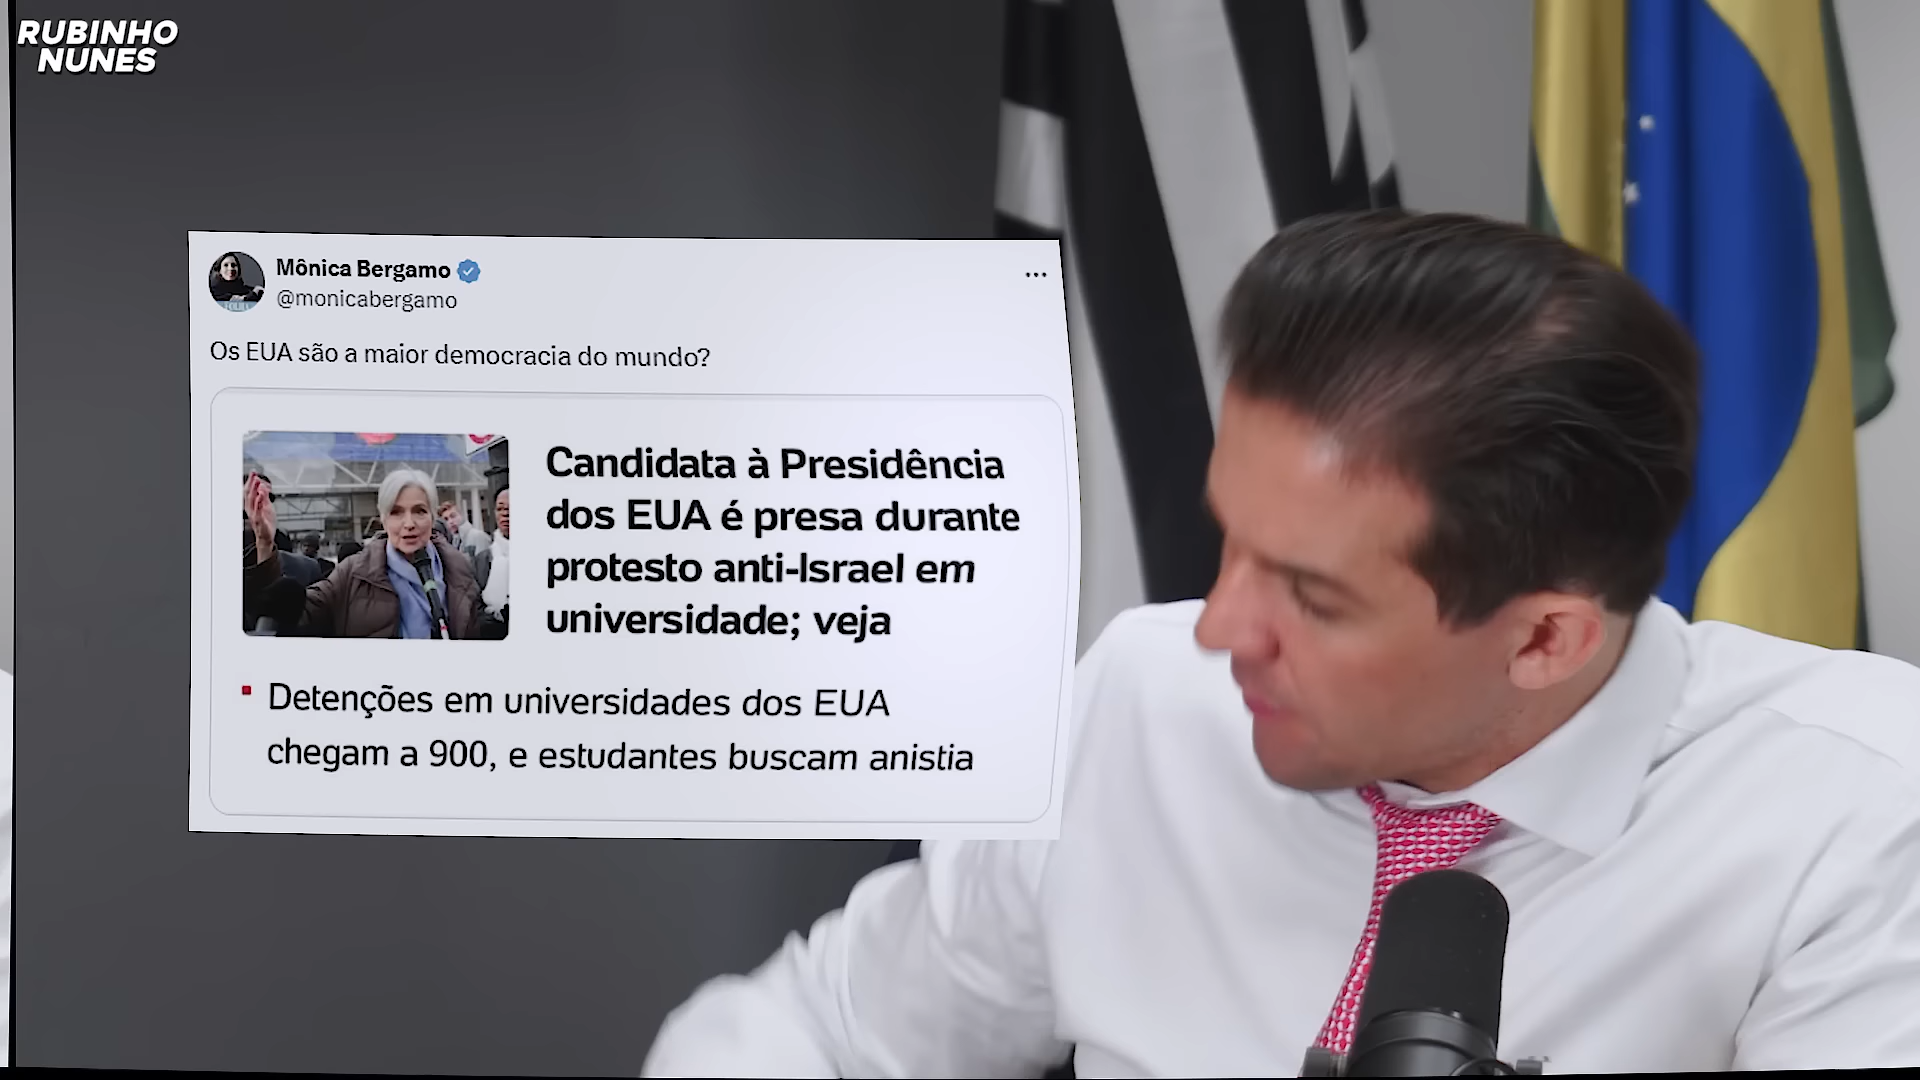 RUBINHO
NUNES
Mônica Bergamo
@monicabergamo
Os EUA são a maior democracia do mundo?
Candidata à Presidência
dos EUA é presa durante
protesto anti-Israel em
universidade; veja
Detenções em universidades dos EUA
chegam a 900, e estudantes buscam anistia